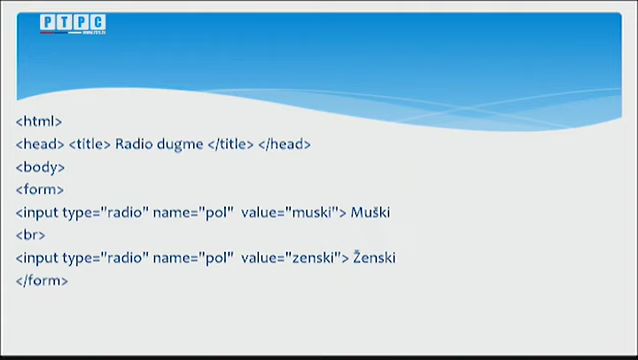 РТРС
<html>
<head> <title> Radio dugme </title> </head>
<body>
<form>
<input type="radio" name="pol"  value="muski"> Muški
<br>
<input type="radio" name="pol"  value="zenski"> Ženski
</form>